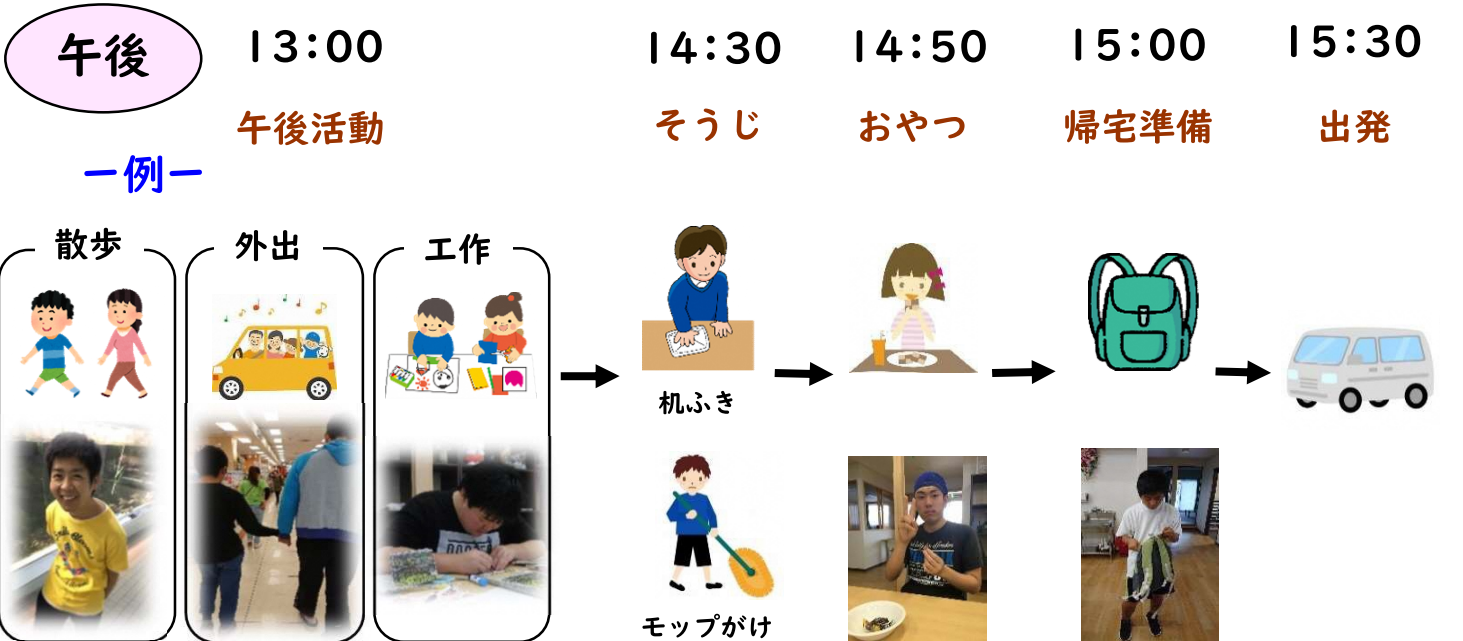 午後
13:00
14:30
14:50
15:00
15:30
午後活動
そうじ
おやつ
帰宅準備
出発
ー例ー
散歩
外出
工作
机ふき
モップがけ